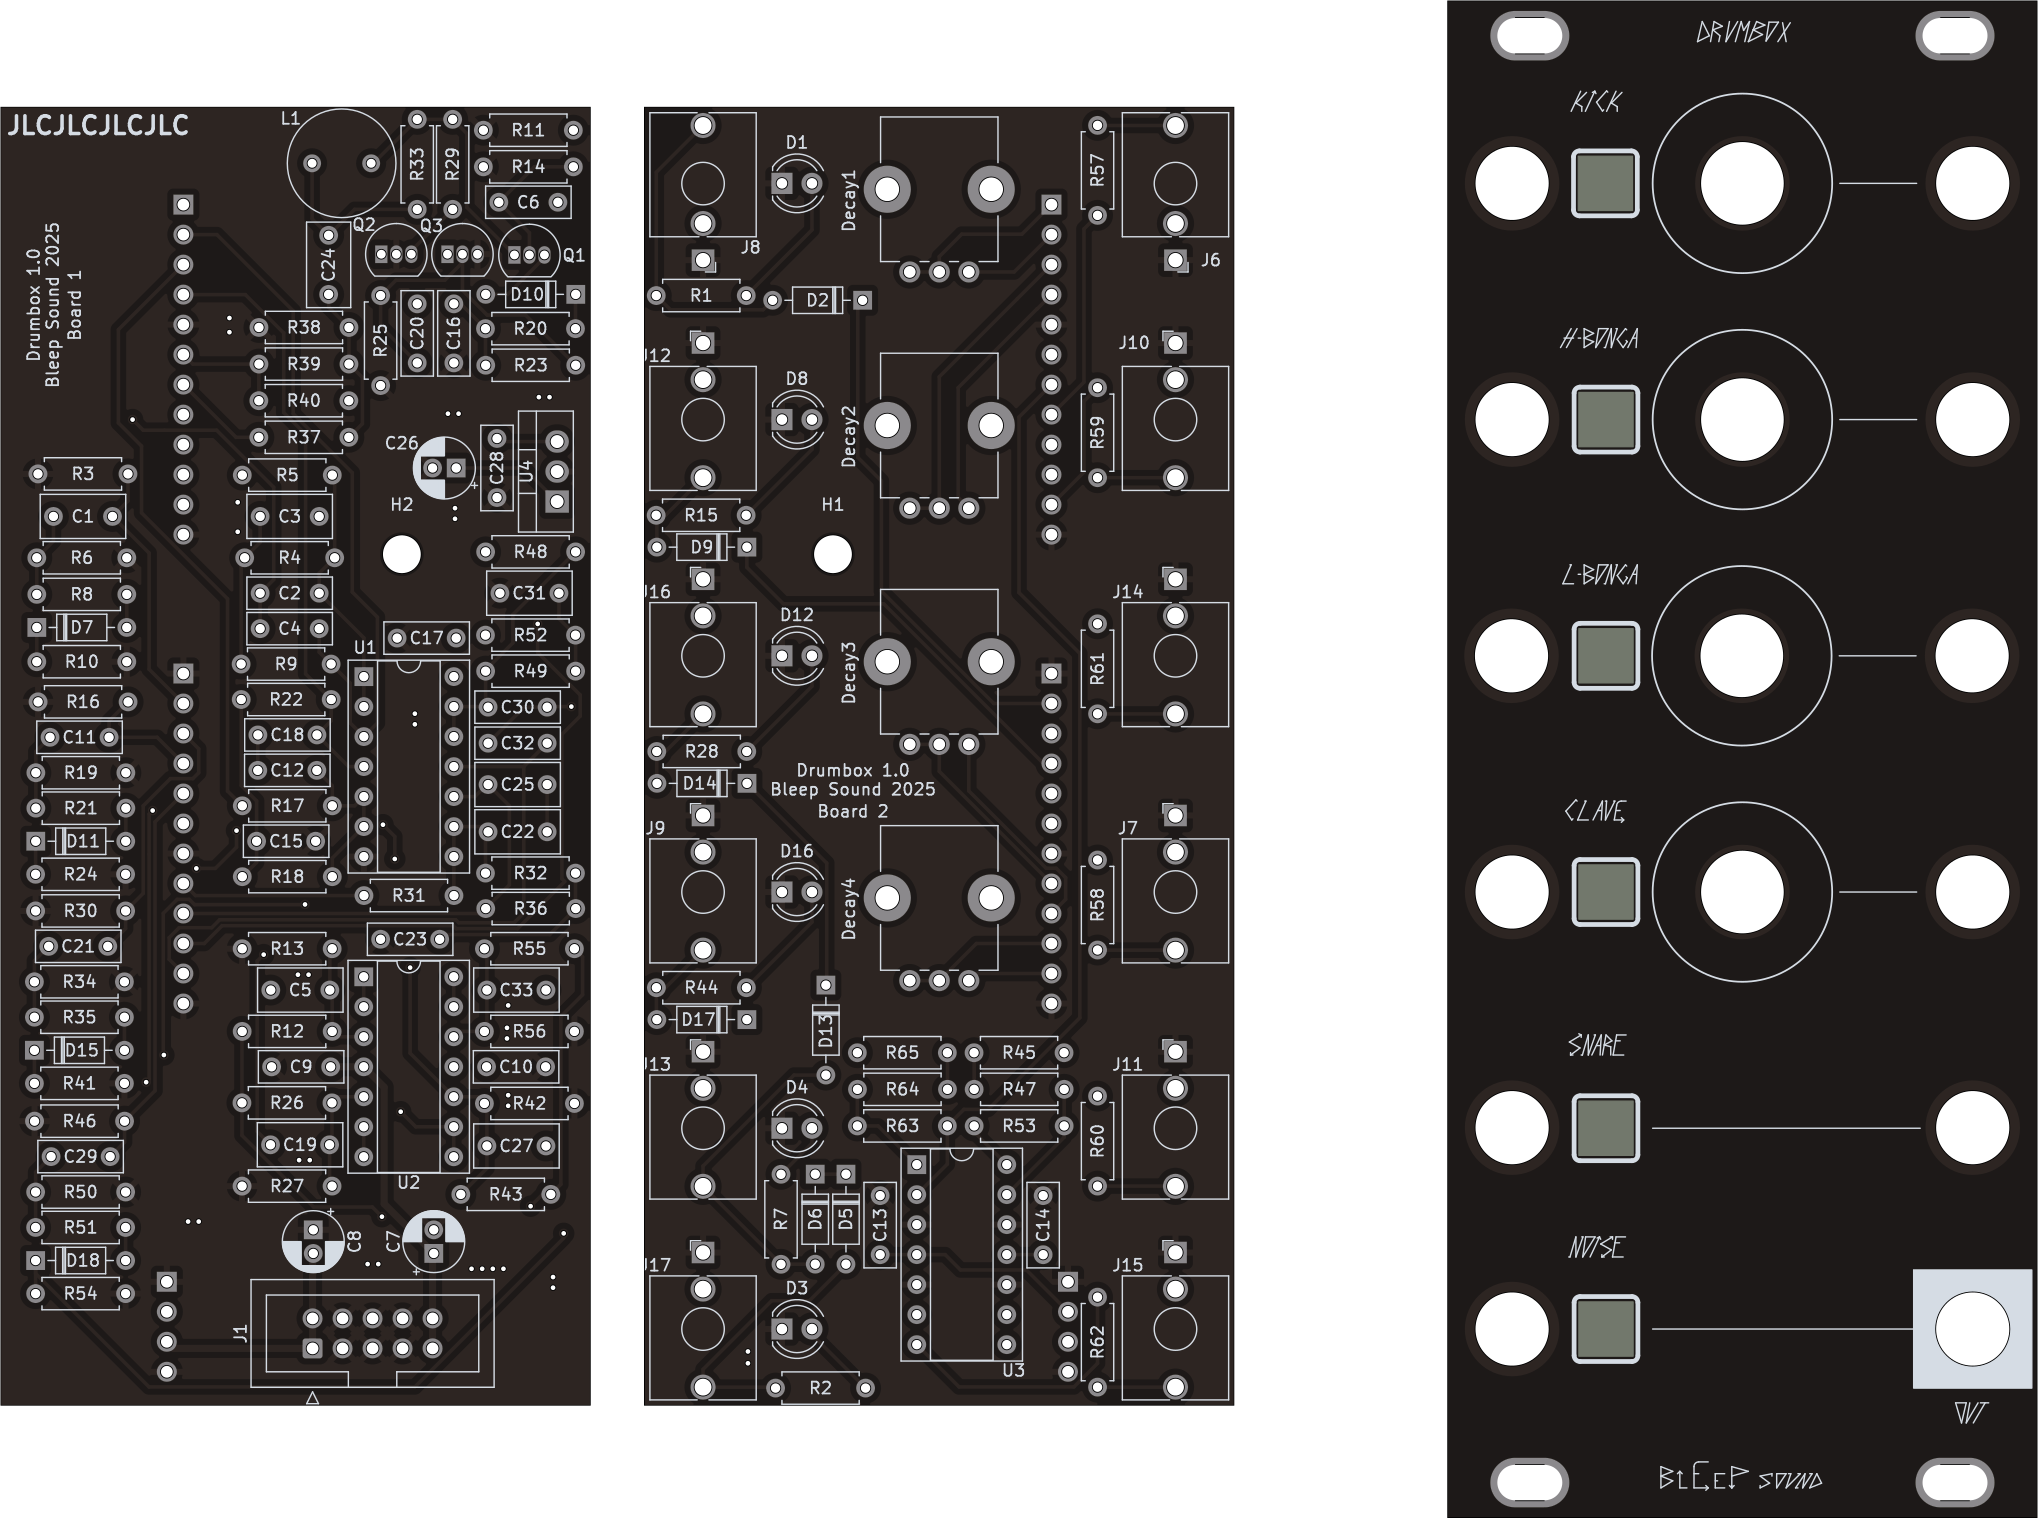 JLCJLCJLCJLC
L1
R33
R29
R11
R14
C6
Q2
Q3
Q1
C24
D10
Drumbox 1.0
Bleep Sound 2025
Board 1
R38
R25
C20
C16
R20
R39
R23
R40
R37
C26
C28
U4
R3
R5
H2
C1
C3
R6
R4
R48
R8
C2
C31
D7
C4
C17
R52
U1
R10
R9
R49
R16
R22
C30
C11
C18
C32
R19
C12
C25
R21
R17
C22
D11
C15
R24
R18
R32
R31
R30
R36
C21
C23
R13
R55
R34
C5
C33
R35
R12
R56
D15
C9
C10
R41
R26
R42
R46
C19
C27
C29
R27
U2
R50
R43
R51
C8
C7
D18
R54
J1
D1
Decay1
R57
J8
J6
R1
D2
J12
J10
D8
Decay2
R59
R15
H1
D9
J16
J14
D12
Decay3
R61
R28
D14
Drumbox 1.0
Bleep Sound 2025
Board 2
J9
J7
D16
Decay4
R58
R44
D17
D13
R65
R45
J13
J11
D4
R64
R47
R63
R53
R60
R7
D6
D5
C13
C14
J17
J15
D3
R62
U3
R2
DRUMBOX
KICK
H-BONGA
L-BONGA
CLAVE
SNARE
NOISE
OUT
BLEEP SOUND